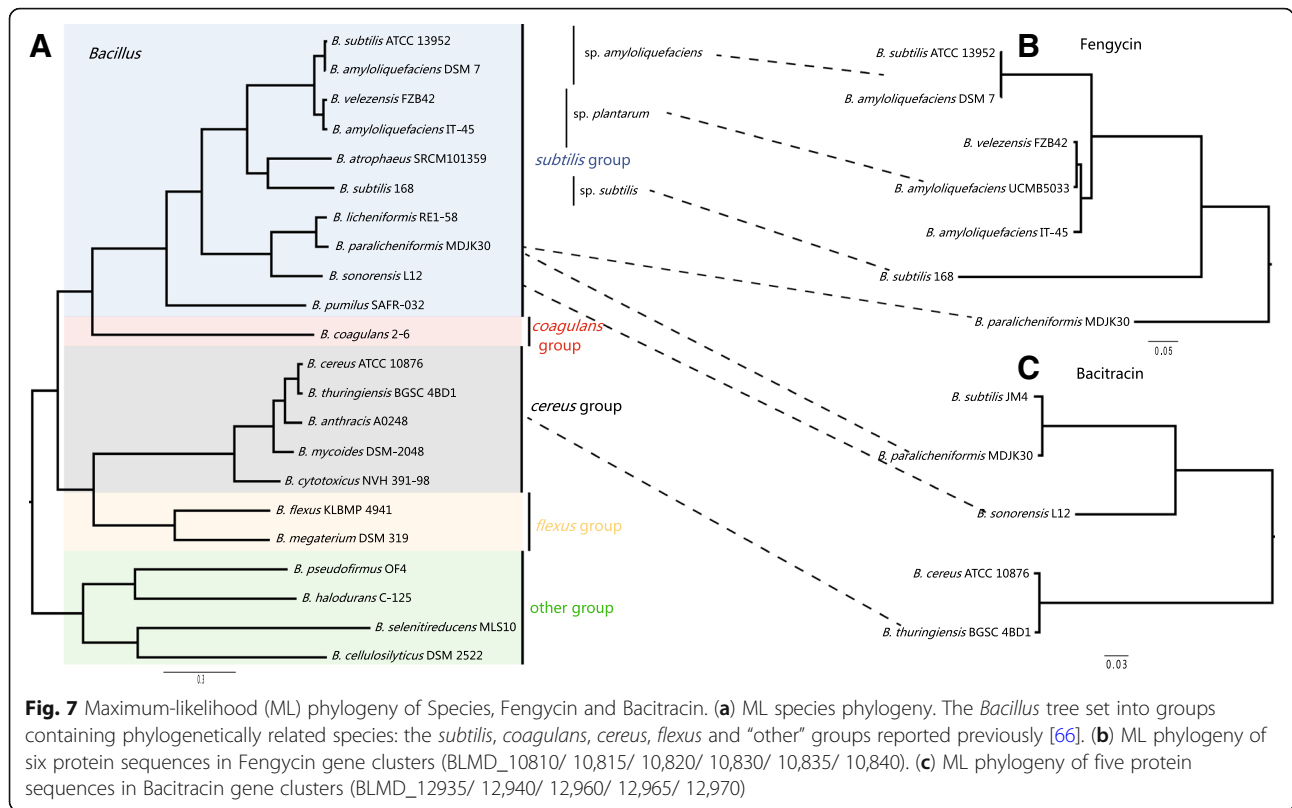 A
Bacillus
B. subtilis ATCC 13952
B. amyloliquefaciens DSM 7
B. velezensis FZB42
B. amyloliquefaciens IT-45
B. atrophaeus SRCM101359
B. subtilis 168
B. licheniformis RE1-58
B. paralicheniformis MDJK30
B. sonorensis L12
B. pumilus SAFR-032
B. coagulans 2-6
B. cereus ATCC 10876
B. thuringiensis BGSC 4BD1
B. anthracis A0248
B. mycoides DSM-2048
B. cytotoxicus NVH 391-98
B. flexus KLBMP 4941
B. megaterium DSM 319
B. pseudofirmus OF4
B. halodurans C-125
B. selenitireducens MLS10
B. cellulosilyticus DSM 2522
0.3
sp. amyloliquefaciens
sp. plantarum
subtilis group
sp. subtilis
coagulans
group
cereus group
flexus group
other group
B
Fengycin
B. subtilis ATCC 13952
B. amyloliquefaciens DSM 7
B. velezensis FZB42
B. amyloliquefaciens UCMB5033
B. amyloliquefaciens IT-45
B. subtilis 168
B. paralicheniformis MDJK30
0.05
C
Bacitracin
B. subtilis JM4
B. paralicheniformis MDJK30
B. sonorensis L12
B. cereus ATCC 10876
B. thuringiensis BGSC 4BD1
0.03
Fig. 7 Maximum-likelihood (ML) phylogeny of Species, Fengycin and Bacitracin. (a) ML species phylogeny. The Bacillus tree set into groups
containing phylogenetically related species: the subtilis, coagulans, cereus, flexus and “other” groups reported previously [66]. (b) ML phylogeny of
six protein sequences in Fengycin gene clusters (BLMD_10810/ 10,815/ 10,820/ 10,830/ 10,835/ 10,840). (c) ML phylogeny of five protein
sequences in Bacitracin gene clusters (BLMD_12935/ 12,940/ 12,960/ 12,965/ 12,970)